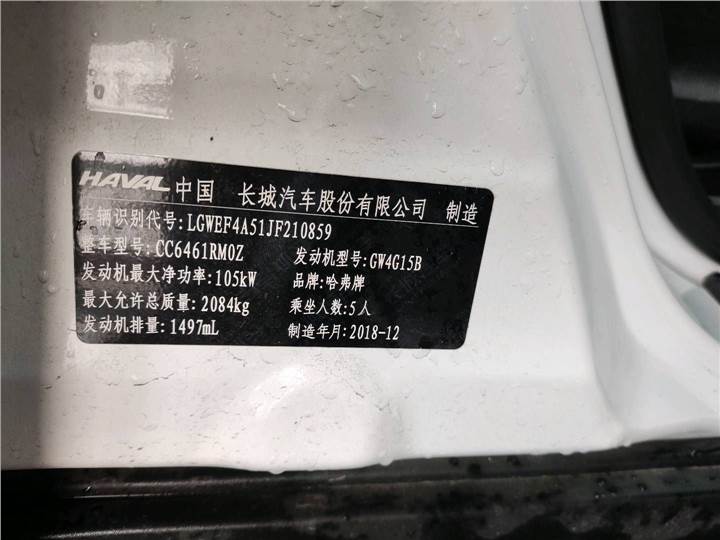 HAVAL 中国 长城汽车股份有限公司 制造
车辆识别代号: LGWEF4A51JF210859
整车型号: CC6461RM0Z 发动机型号: GW4G15B
发动机最大净功率: 105kW 品牌: 哈弗牌
最大允许总质量: 2084kg 乘坐人数: 5人
发动机排量: 1497mL 制造年月: 2018-12